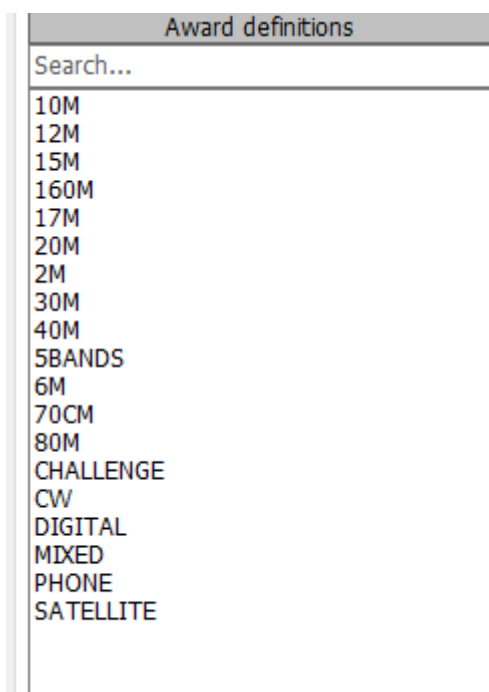 Award definitions
Search...
10M
12M
15M
160M
17M
20M
2M
30M
40M
5BANDS
6M
70CM
80M
CHALLENGE
CW
DIGITAL
MIXED
PHONE
SATELLITE